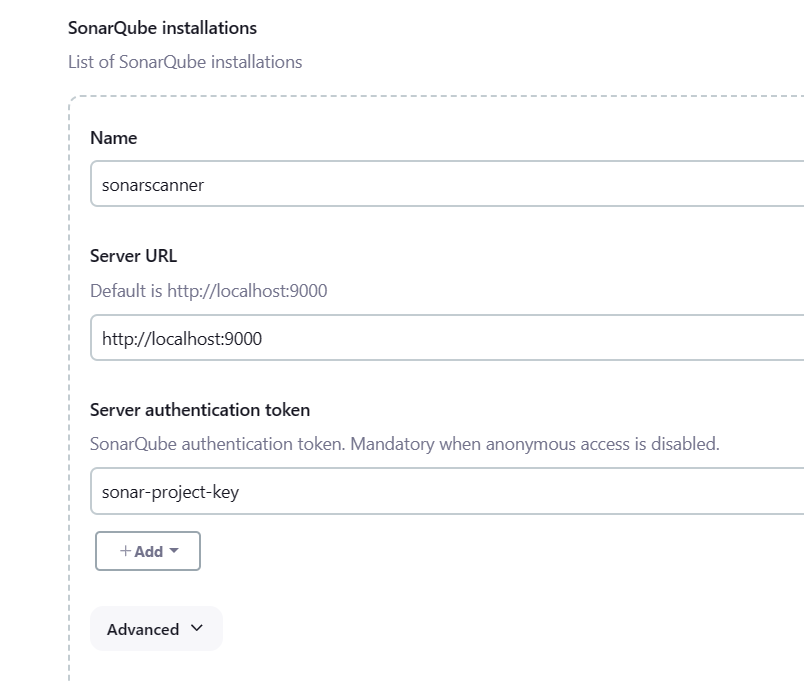 SonarQube installations
List of SonarQube installations
Name
sonarscanner
Server URL
Default is http://localhost:9000
http://localhost:9000
Server authentication token
SonarQube authentication token. Mandatory when anonymous access is disabled.
sonar-project-key
+ Add
Advanced